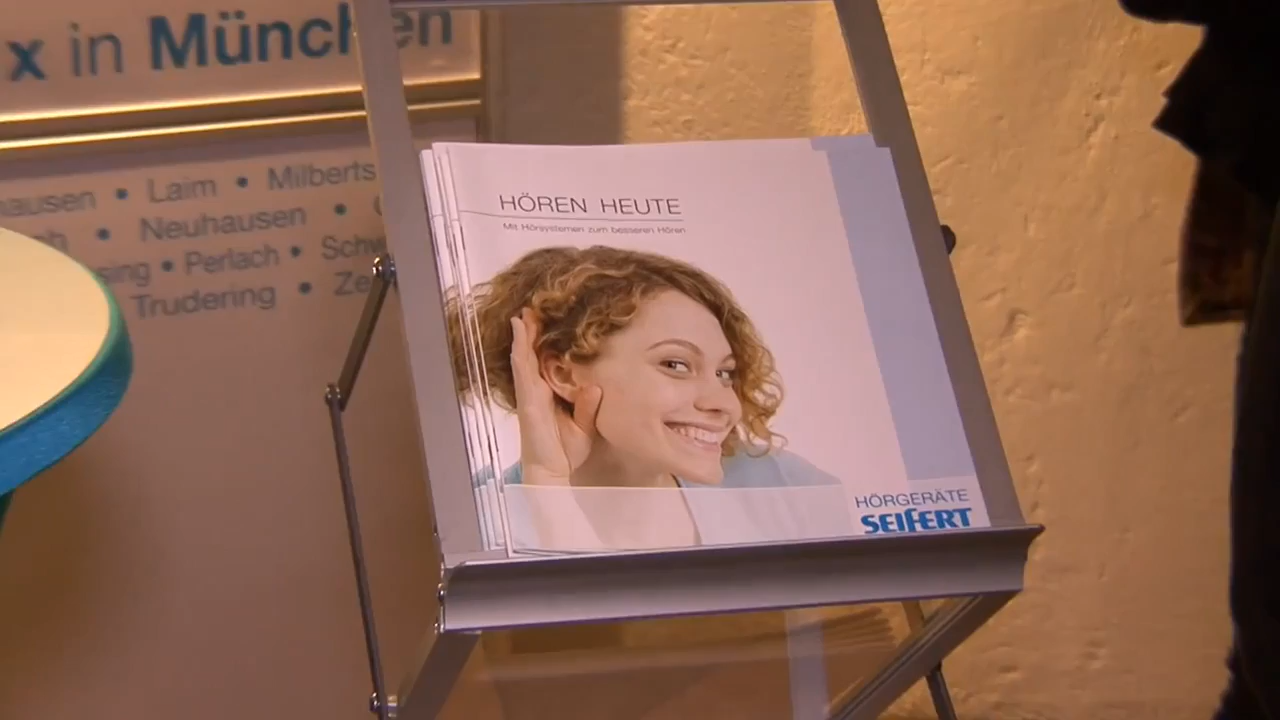 x in München
hausen • Laim • Milberts
Neuhausen •
sing • Perlach • Schw
Trudering • Ze
HÖREN HEUTE
Mit Hörsystemen zum besseren Hören
HÖRGERÄTE
SEIFERT